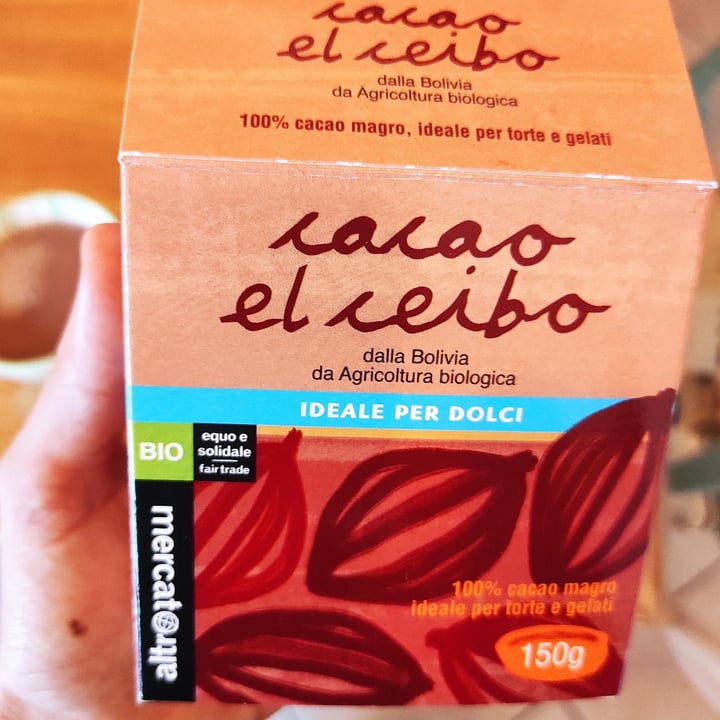 cacao
el ceibo
dalla Bolivia
da Agricoltura biologica
100% cacao magro, ideale per torte e gelati
cacao
el ceibo
dalla Bolivia
da Agricoltura biologica
IDEALE PER DOLCI
BIO
equo e
solidale
fair trade
mercato altro
100% cacao magro
ideale per torte e gelati
150g